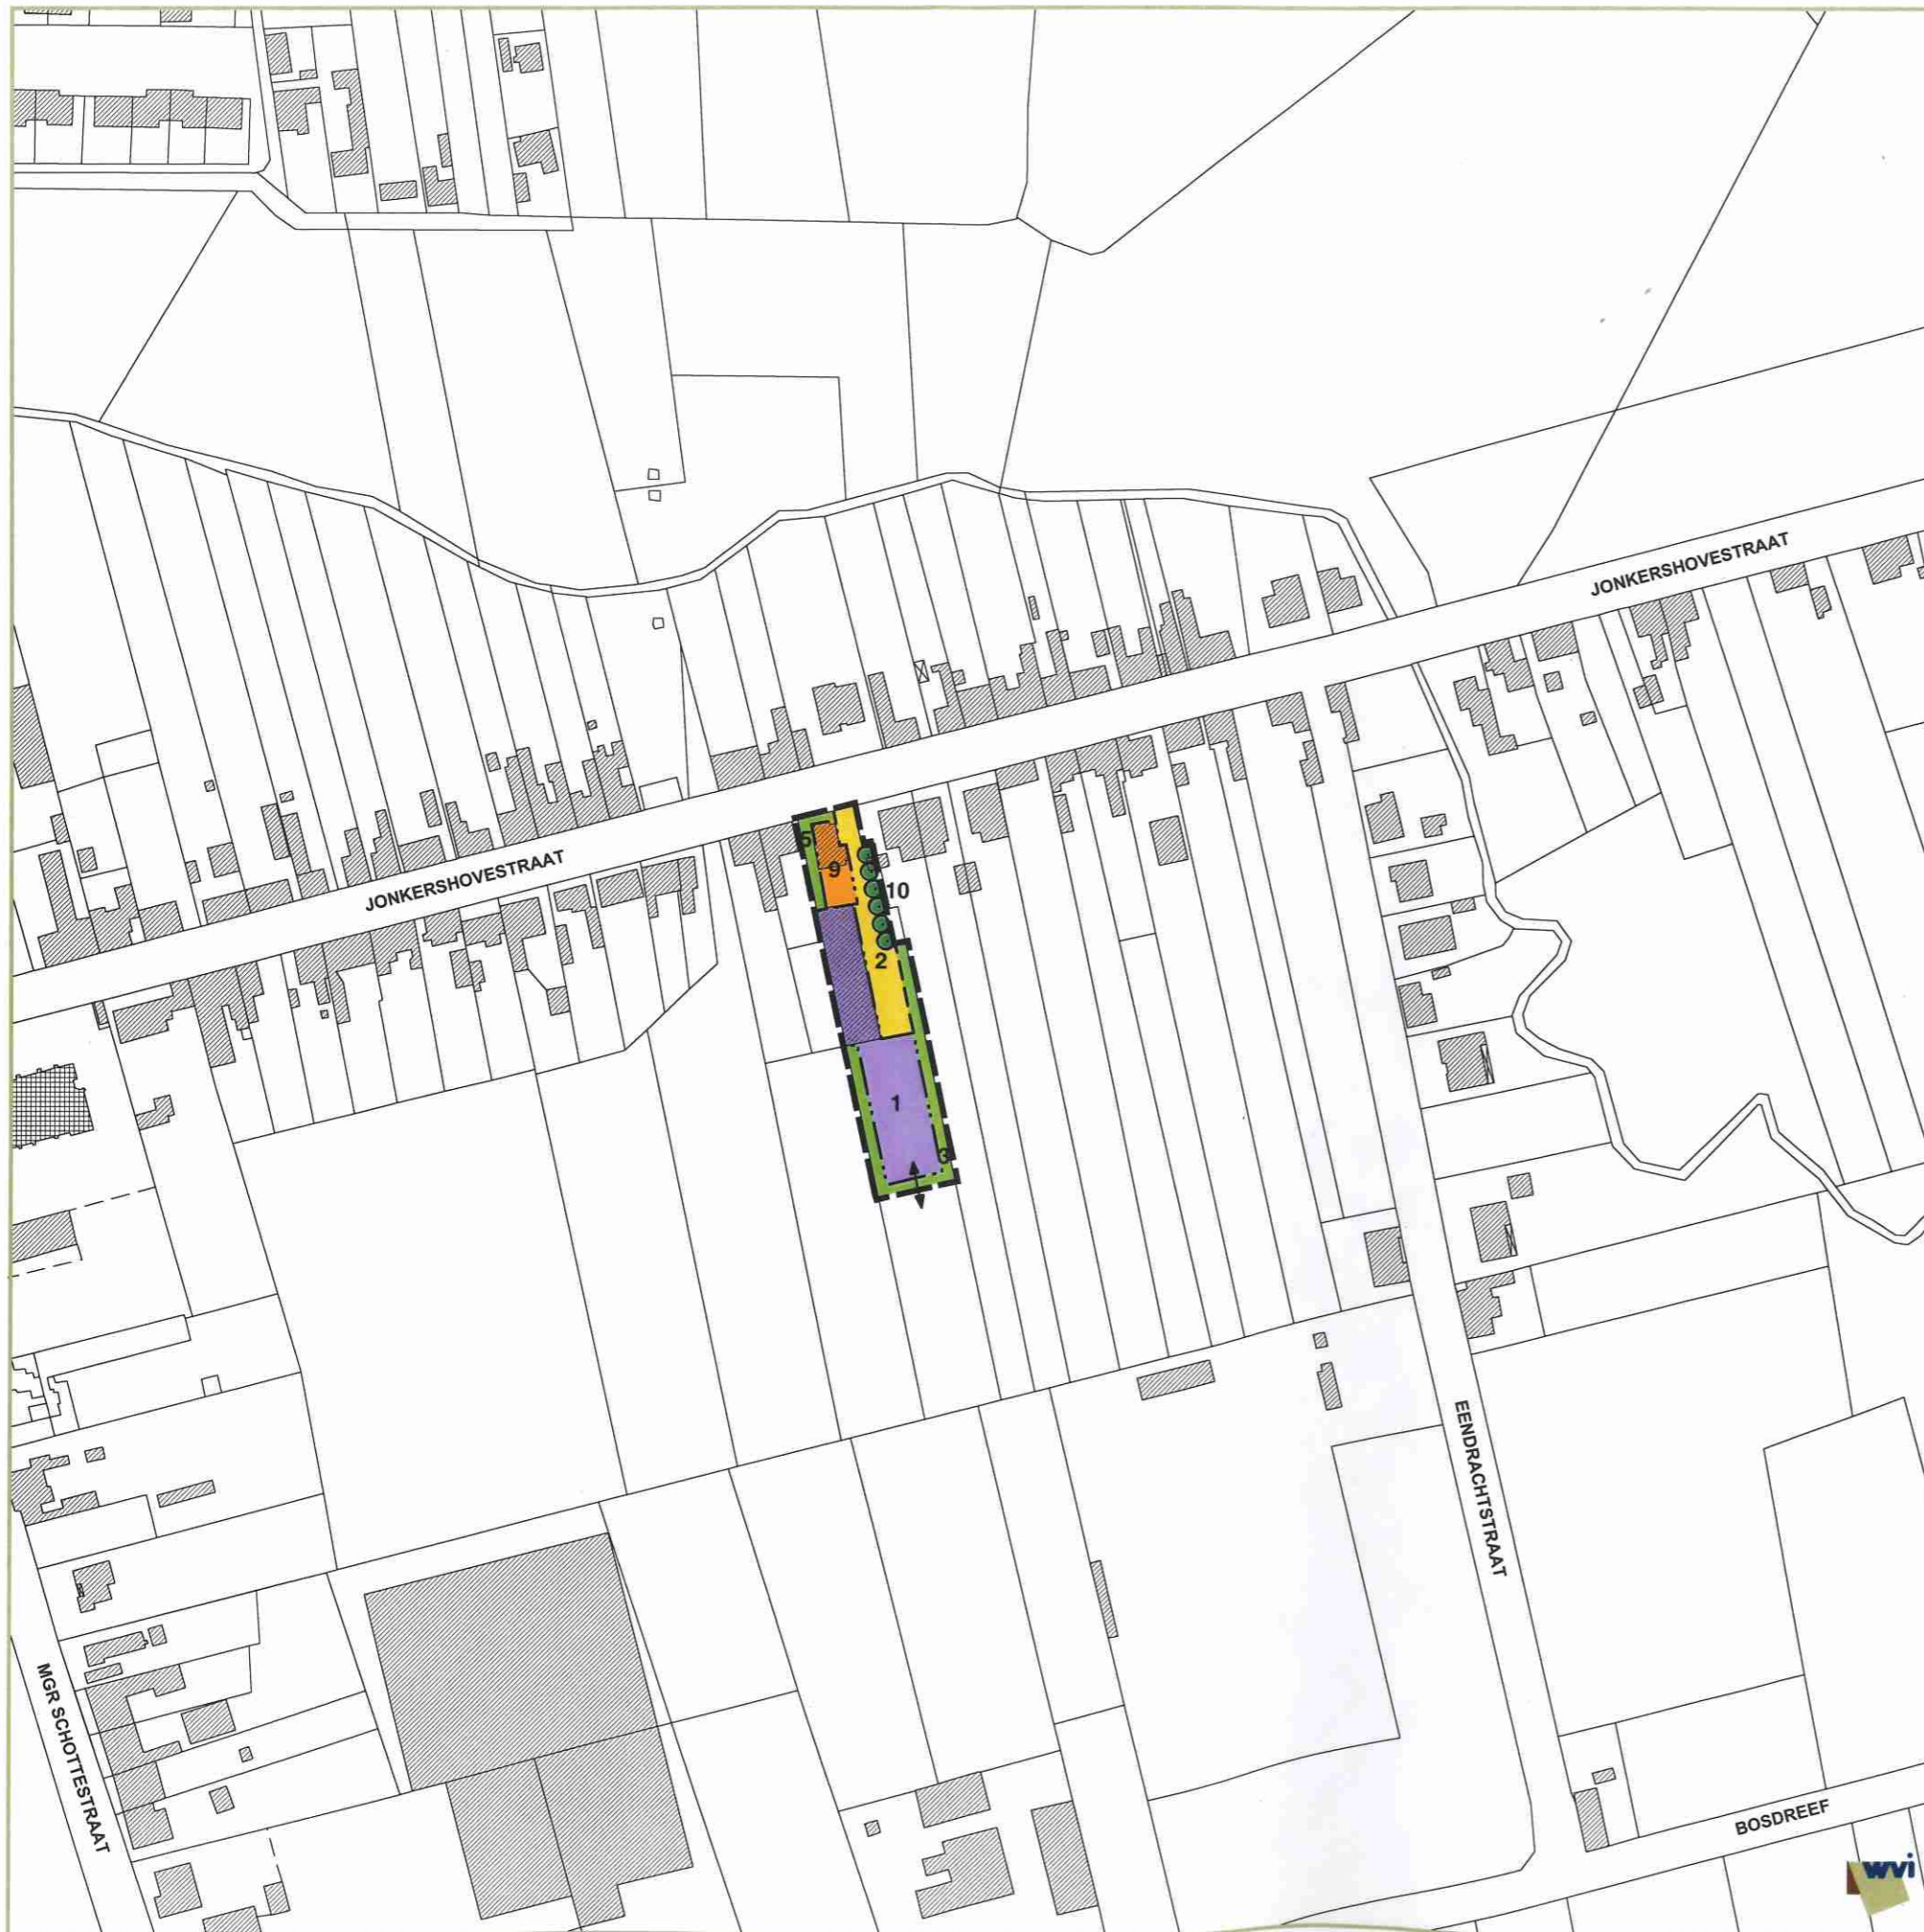 JONKERSHOVESTRAAT
JONKERSHOVESTRAAT
5
9
10
2
1
3
EENDRACHTSTRAAT
MGR SCHOTTESTRAAT
BOSDREEF
wvi